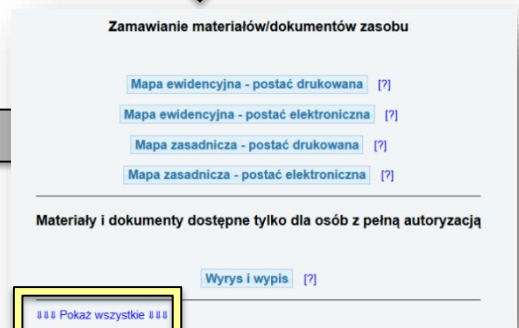 Zamawianie materiałów/dokumentów zasobu
Mapa ewidencyjna - postać drukowana [?]
Mapa ewidencyjna - postać elektroniczna [?]
Mapa zasadnicza - postać drukowana [?]
Mapa zasadnicza - postać elektroniczna [?]
Materiały i dokumenty dostępne tylko dla osób z pełną autoryzacją
Wyrys i wypis [?]
⇓⇓⇓ Pokaż wszystkie ⇓⇓⇓